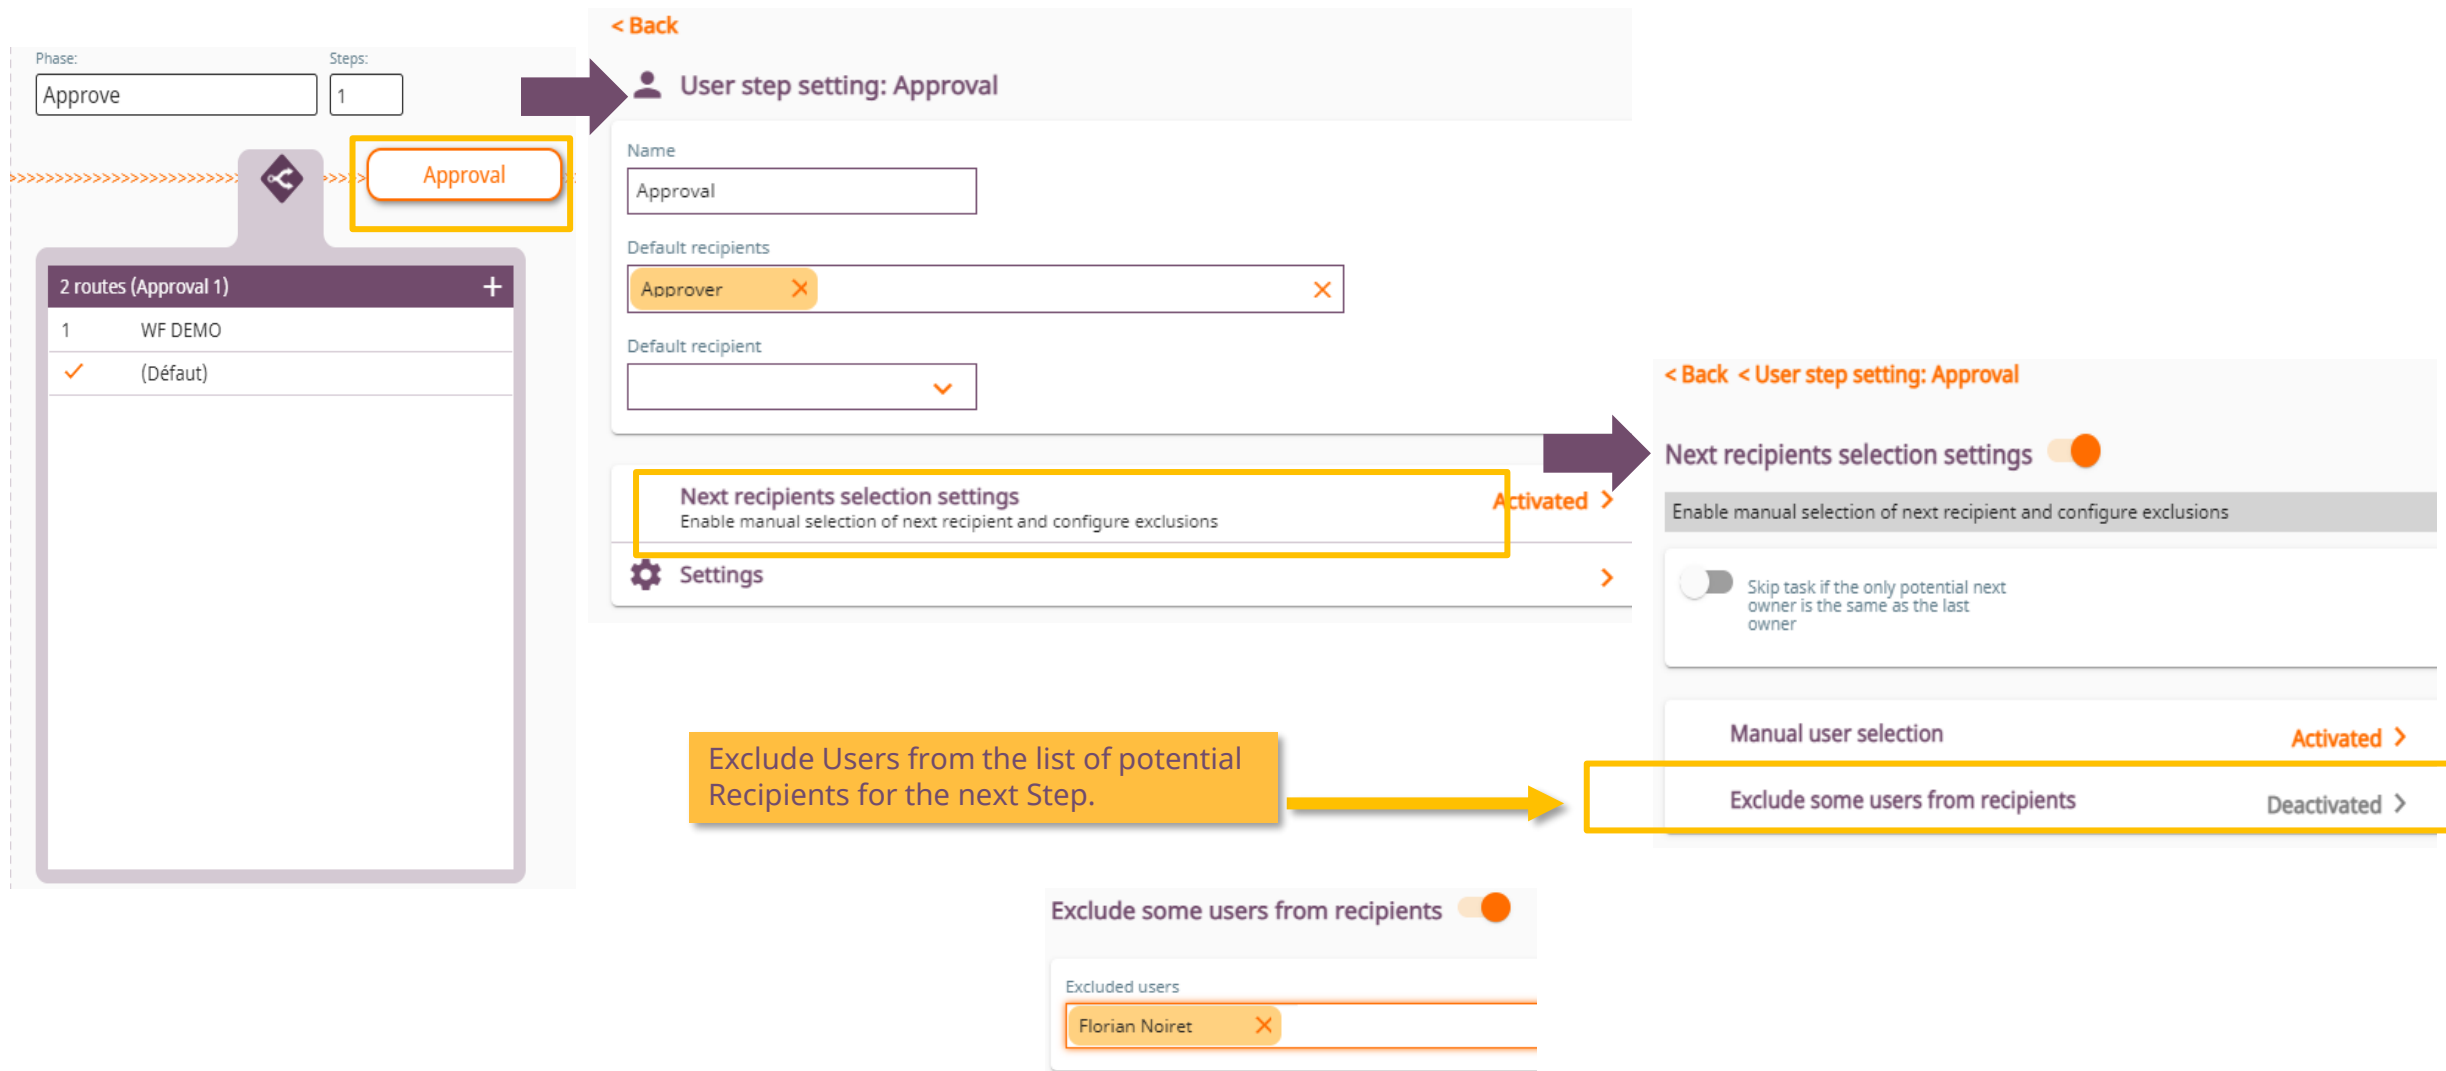 Phase:
Steps:
Approve
1
Approval
2 routes (Approval 1)
+
1 WF DEMO
(Défaut)
< Back
User step setting: Approval
Name
Approval
Default recipients
Approver
Default recipient
Next recipients selection settings
Activated >
Enable manual selection of next recipient and configure exclusions
Settings >
< Back < User step setting: Approval
Next recipients selection settings
Enable manual selection of next recipient and configure exclusions
Skip task if the only potential next
owner is the same as the last
owner
Manual user selection
Activated >
Exclude some users from recipients
Deactivated >
Exclude Users from the list of potential
Recipients for the next Step.
Exclude some users from recipients
Excluded users
Florian Noiret